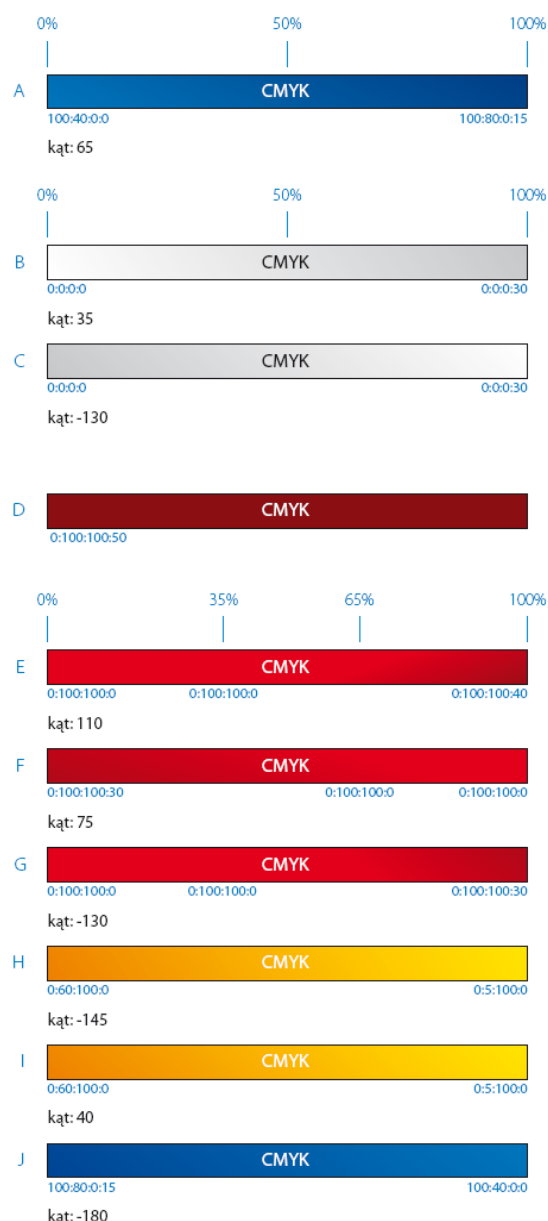 0% 50% 100%
A CMYK
100:40:0:0 100:80:0:15
kąt: 65
0% 50% 100%
B CMYK
0:0:0:0 0:0:0:30
kąt: 35
C CMYK
0:0:0:0 0:0:0:30
kąt: -130
D CMYK
0:100:100:50
0% 35% 65% 100%
E CMYK
0:100:100:0 0:100:100:0 0:100:100:40
kąt: 110
F CMYK
0:100:100:30 0:100:100:0 0:100:100:0
kąt: 75
G CMYK
0:100:100:0 0:100:100:0 0:100:100:30
kąt: -130
H CMYK
0:60:100:0 0:5:100:0
kąt: -145
I CMYK
0:60:100:0 0:5:100:0
kąt: 40
J CMYK
100:80:0:15 100:40:0:0
kąt: -180